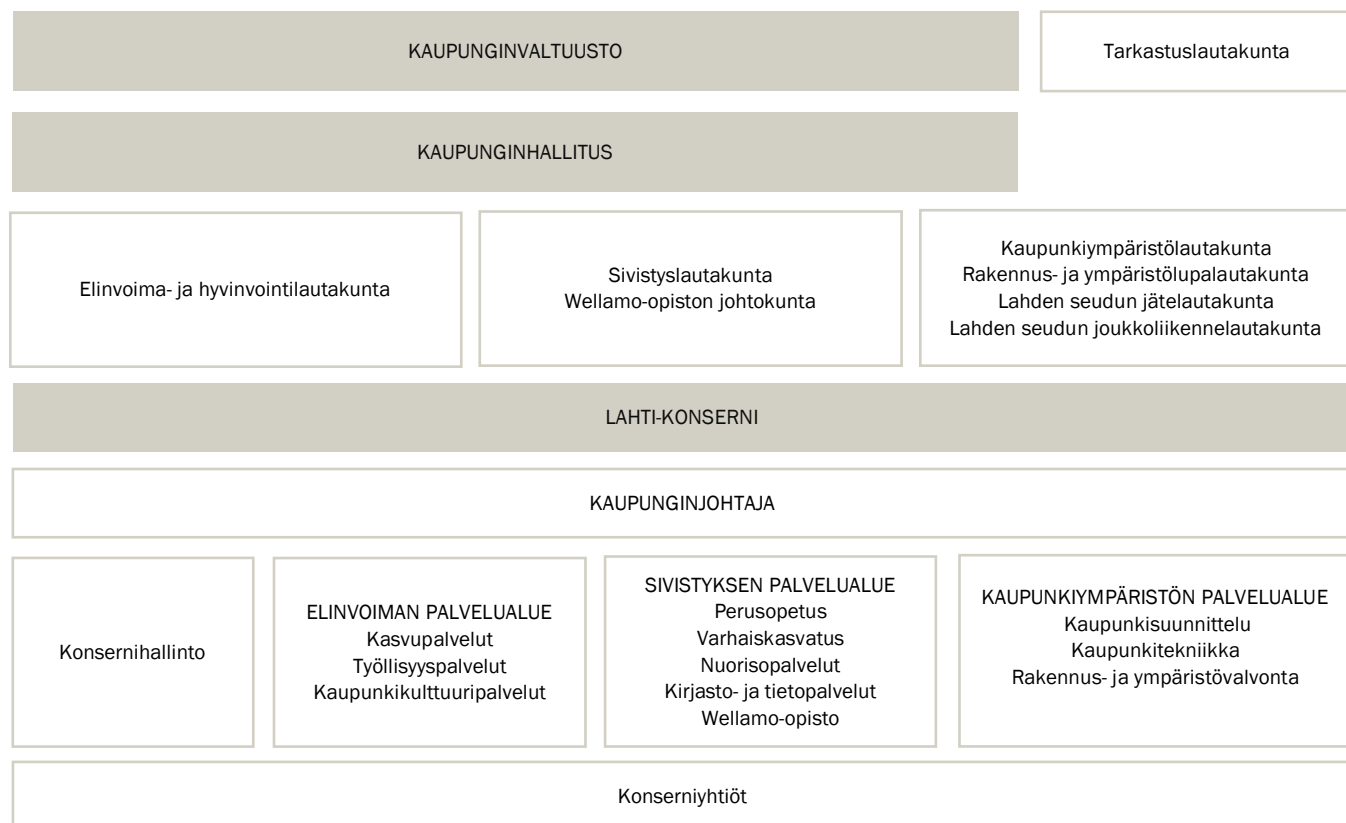 KAUPUNGINVALTUUSTO
Tarkastuslautakunta
KAUPUNGINHALLITUS
Elinvoima- ja hyvinvointilautakunta
Sivistyslautakunta
Wellamo-opiston johtokunta
Kaupunkiympäristölautakunta
Rakennus- ja ympäristölupalautakunta
Lahden seudun jätelautakunta
Lahden seudun joukkoliikennelautakunta
LAHTI-KONSERNI
KAUPUNGINJOHTAJA
Konsernihallinto
ELINVOIMAN PALVELUALUE
Kasvupalvelut
Työllisyyspalvelut
Kaupunkikulttuuripalvelut
SIVISTYKSEN PALVELUALUE
Perusopetus
Varhaiskasvatus
Nuorisopalvelut
Kirjasto- ja tietopalvelut
Wellamo-opisto
KAUPUNKIYMPÄRISTÖN PALVELUALUE
Kaupunkisuunnittelu
Kaupunkitekniikka
Rakennus- ja ympäristövalvonta
Konserniyhtiöt